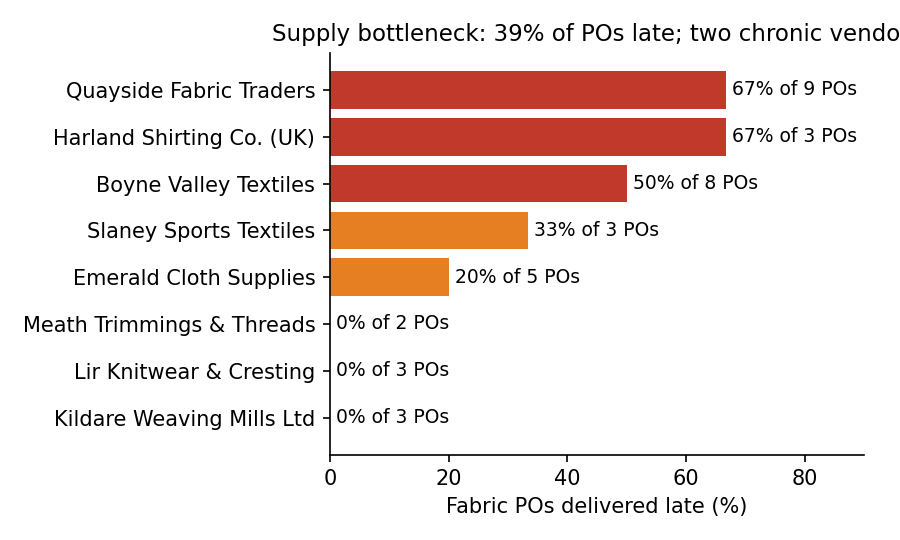 Supply bottleneck: 39% of POs late; two chronic vendo
Quayside Fabric Traders 67% of 9 POs
Harland Shirting Co. (UK) 67% of 3 POs
Boyne Valley Textiles 50% of 8 POs
Slaney Sports Textiles 33% of 3 POs
Emerald Cloth Supplies 20% of 5 POs
Meath Trimmings & Threads 0% of 2 POs
Lir Knitwear & Cresting 0% of 3 POs
Kildare Weaving Mills Ltd 0% of 3 POs
0 20 40 60 80
Fabric POs delivered late (%)